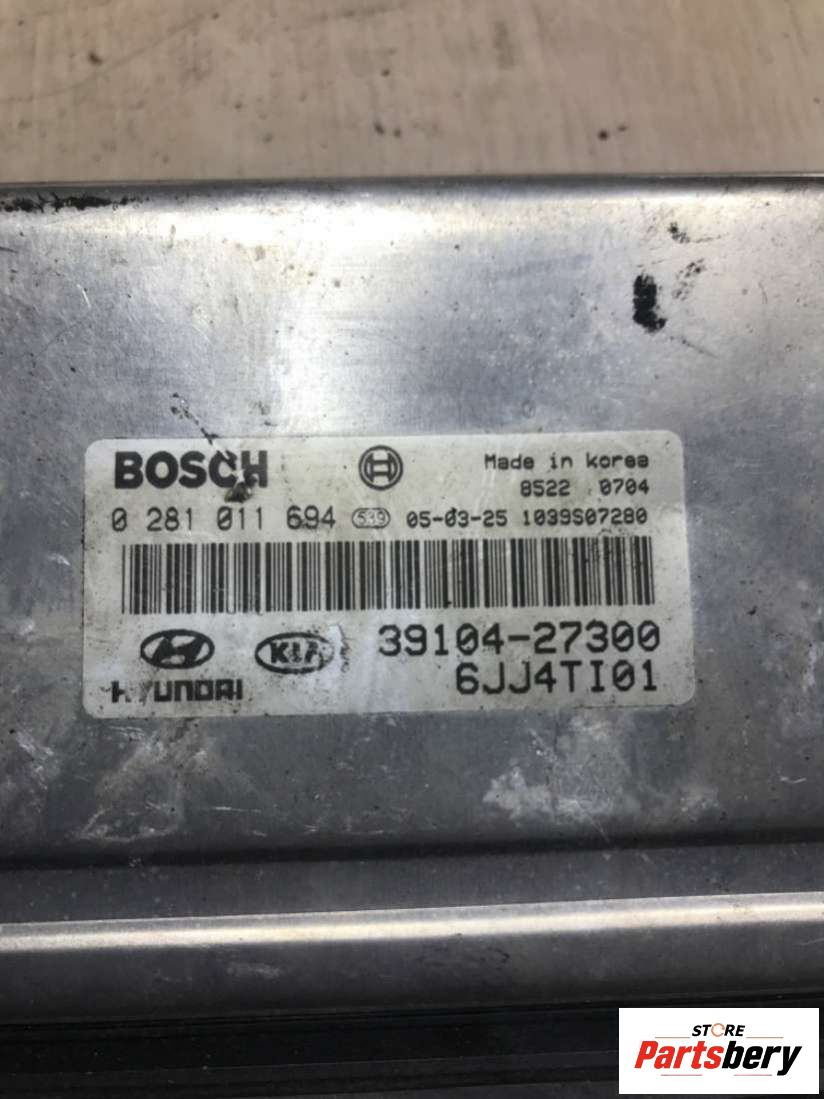 BOSCH
Made in korea
8522 0704
0 281 011 694 539 05-03-25 1039S07280
39104-27300
KIA
HYUNDAI
6JJ4TI01
STORE
Partsbery